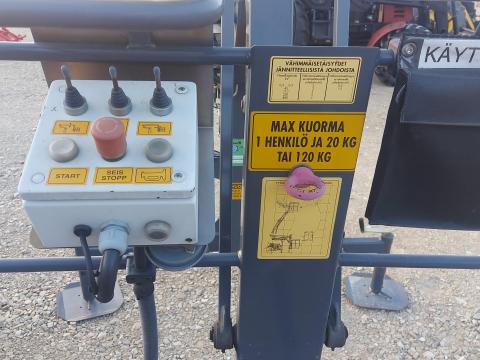 VÄHIMMÄISETÄISYYDET
JÄNNITTEELLISISTÄ JOHDOISTA
KÄYT
MAX KUORMA
1 HENKILÖ JA 20 KG
TAI 120 KG
START
SEIS
STOPP